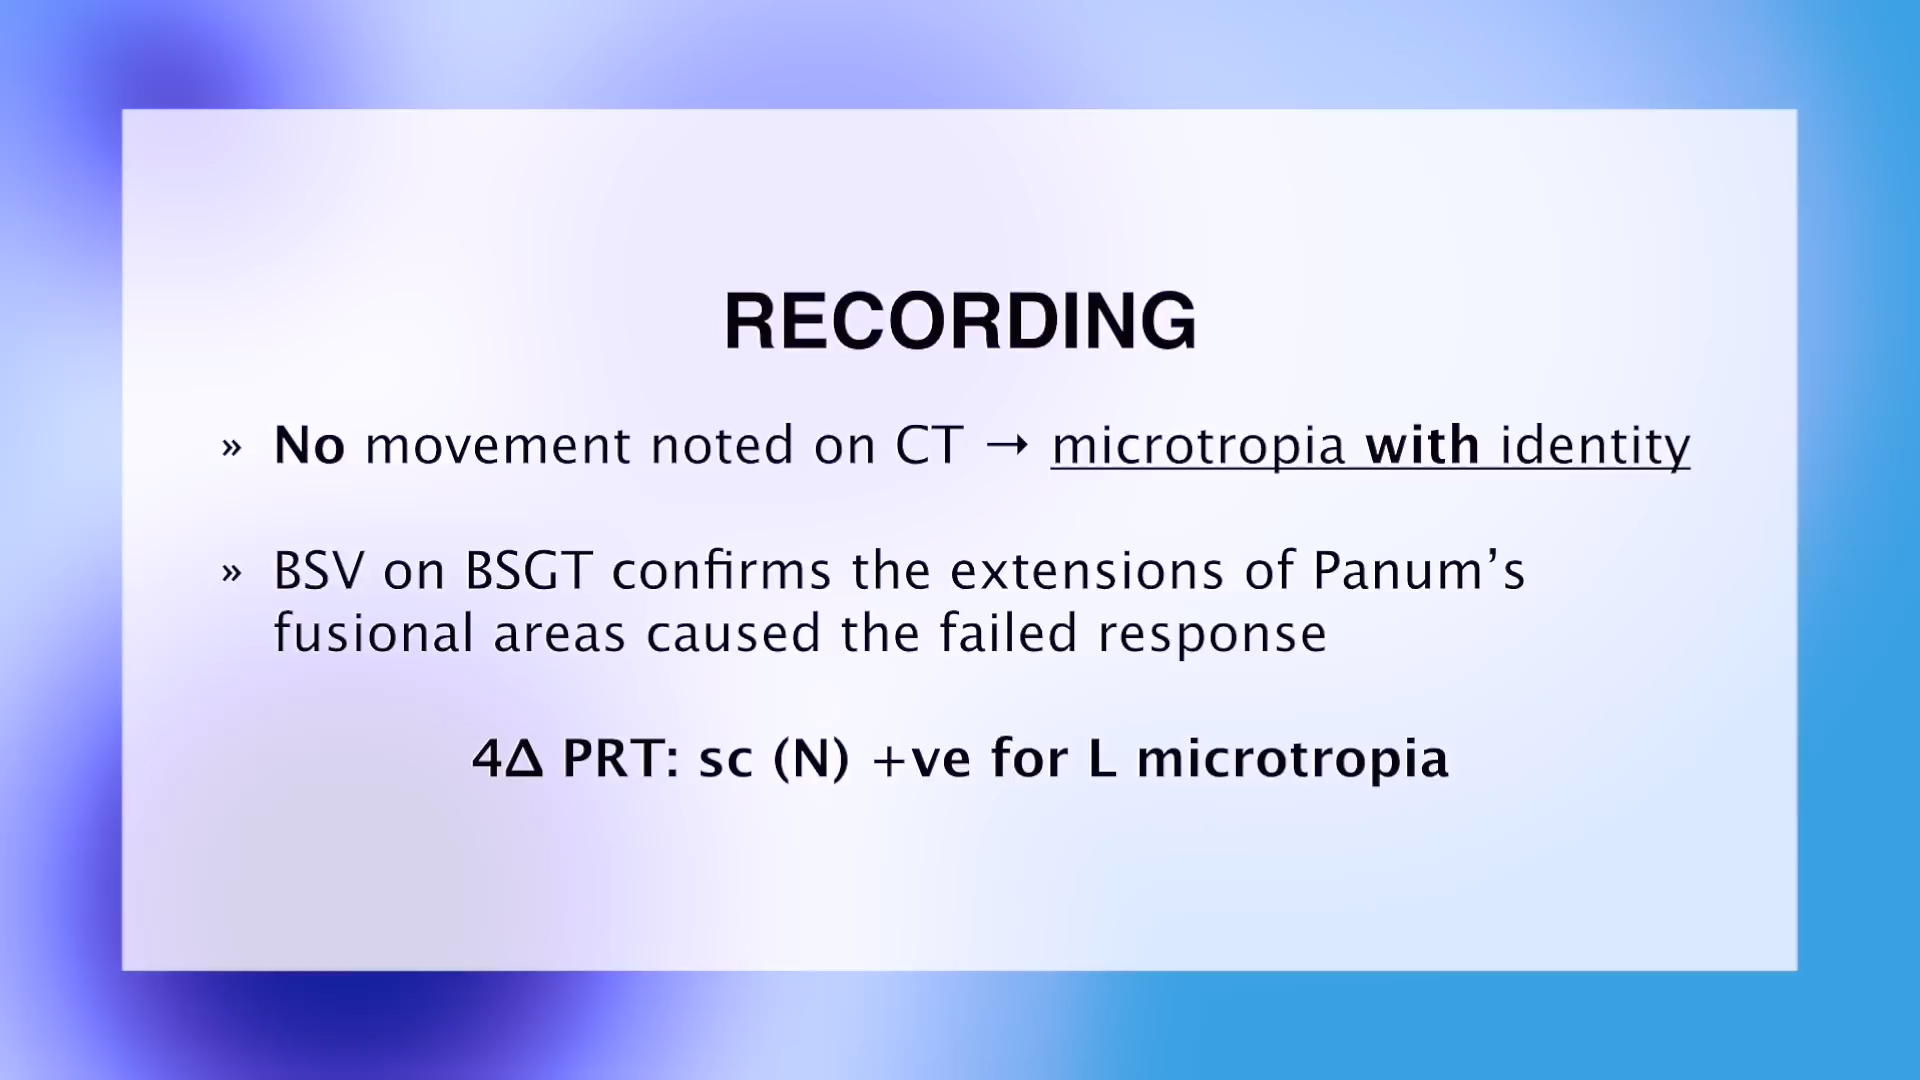 RECORDING
» No movement noted on CT → microtropia with identity
» BSV on BSGT confirms the extensions of Panum’s
fusional areas caused the failed response
4Δ PRT: sc (N) +ve for L microtropia